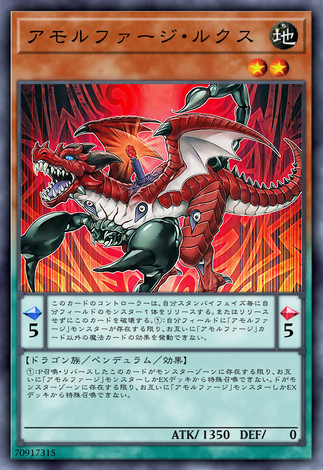 アモルファージ・ルクス
地
このカードのコントローラーは、自分スタンバイフェイズ毎に自
分フィールドのモンスター1体をリリースする。またはリリース
せずにこのカードを破壊する。①:自分フィールドに「アモルファ
ージ」モンスターが存在する限り、お互いに「アモルファージ」カ
ード以外の魔法カードの効果を発動できない。
5
5
【ドラゴン族/ペンデュラム/効果】
①:P召喚・リバースしたこのカードがモンスターゾーンに存在する限り、お互
いに「アモルファージ」モンスターしかEXデッキから特殊召喚できない。ドがモ
ンスターゾーンに存在する限り、お互いに「アモルファージ」モンスターしかEX
デッキから特殊召喚できない。
ATK/ 1350 DEF/ 0
70917315